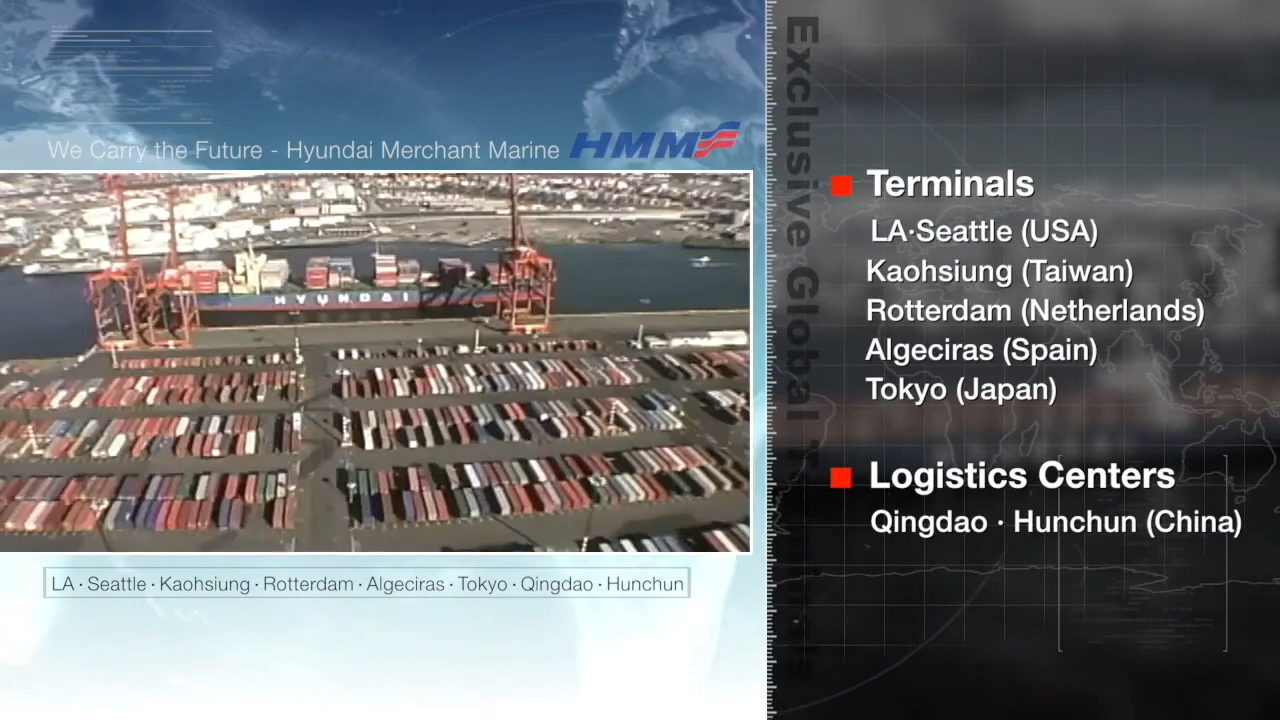 We Carry the Future - Hyundai Merchant Marine HMM
HYUNDAI
LA · Seattle · Kaohsiung · Rotterdam · Algeciras · Tokyo · Qingdao · Hunchun
Exclusive Global Terminals
Terminals
LA·Seattle (USA)
Kaohsiung (Taiwan)
Rotterdam (Netherlands)
Algeciras (Spain)
Tokyo (Japan)
Logistics Centers
Qingdao · Hunchun (China)